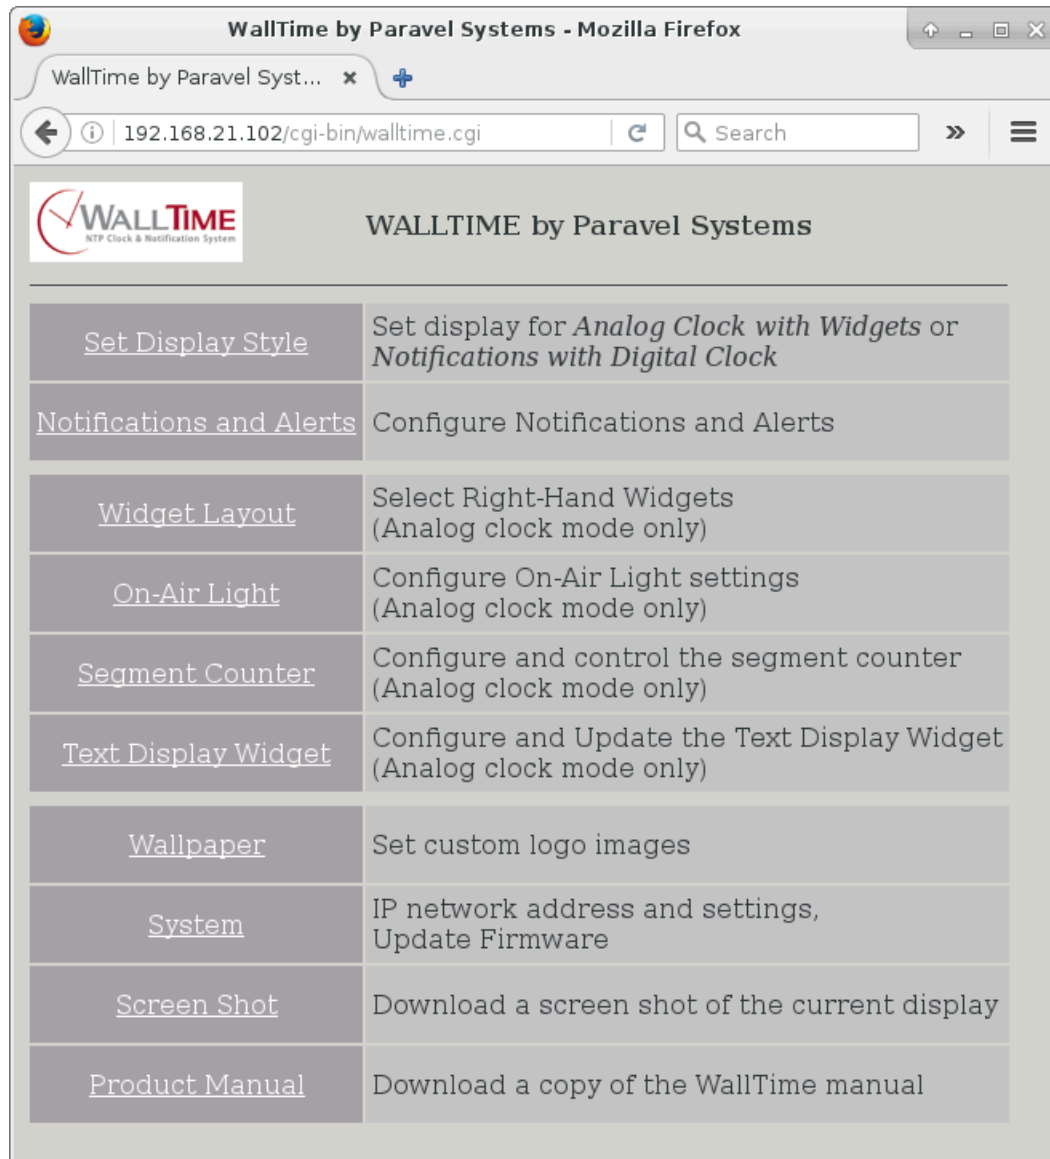 WallTime by Paravel Systems - Mozilla Firefox
WallTime by Paravel Syst...
192.168.21.102/cgi-bin/walltime.cgi
Search
WALLTIME
NTP Clock & Notification System
WALLTIME by Paravel Systems
Set Display Style
Set display for Analog Clock with Widgets or
Notifications with Digital Clock
Notifications and Alerts
Configure Notifications and Alerts
Widget Layout
Select Right-Hand Widgets
(Analog clock mode only)
On-Air Light
Configure On-Air Light settings
(Analog clock mode only)
Segment Counter
Configure and control the segment counter
(Analog clock mode only)
Text Display Widget
Configure and Update the Text Display Widget
(Analog clock mode only)
Wallpaper
Set custom logo images
System
IP network address and settings,
Update Firmware
Screen Shot
Download a screen shot of the current display
Product Manual
Download a copy of the WallTime manual